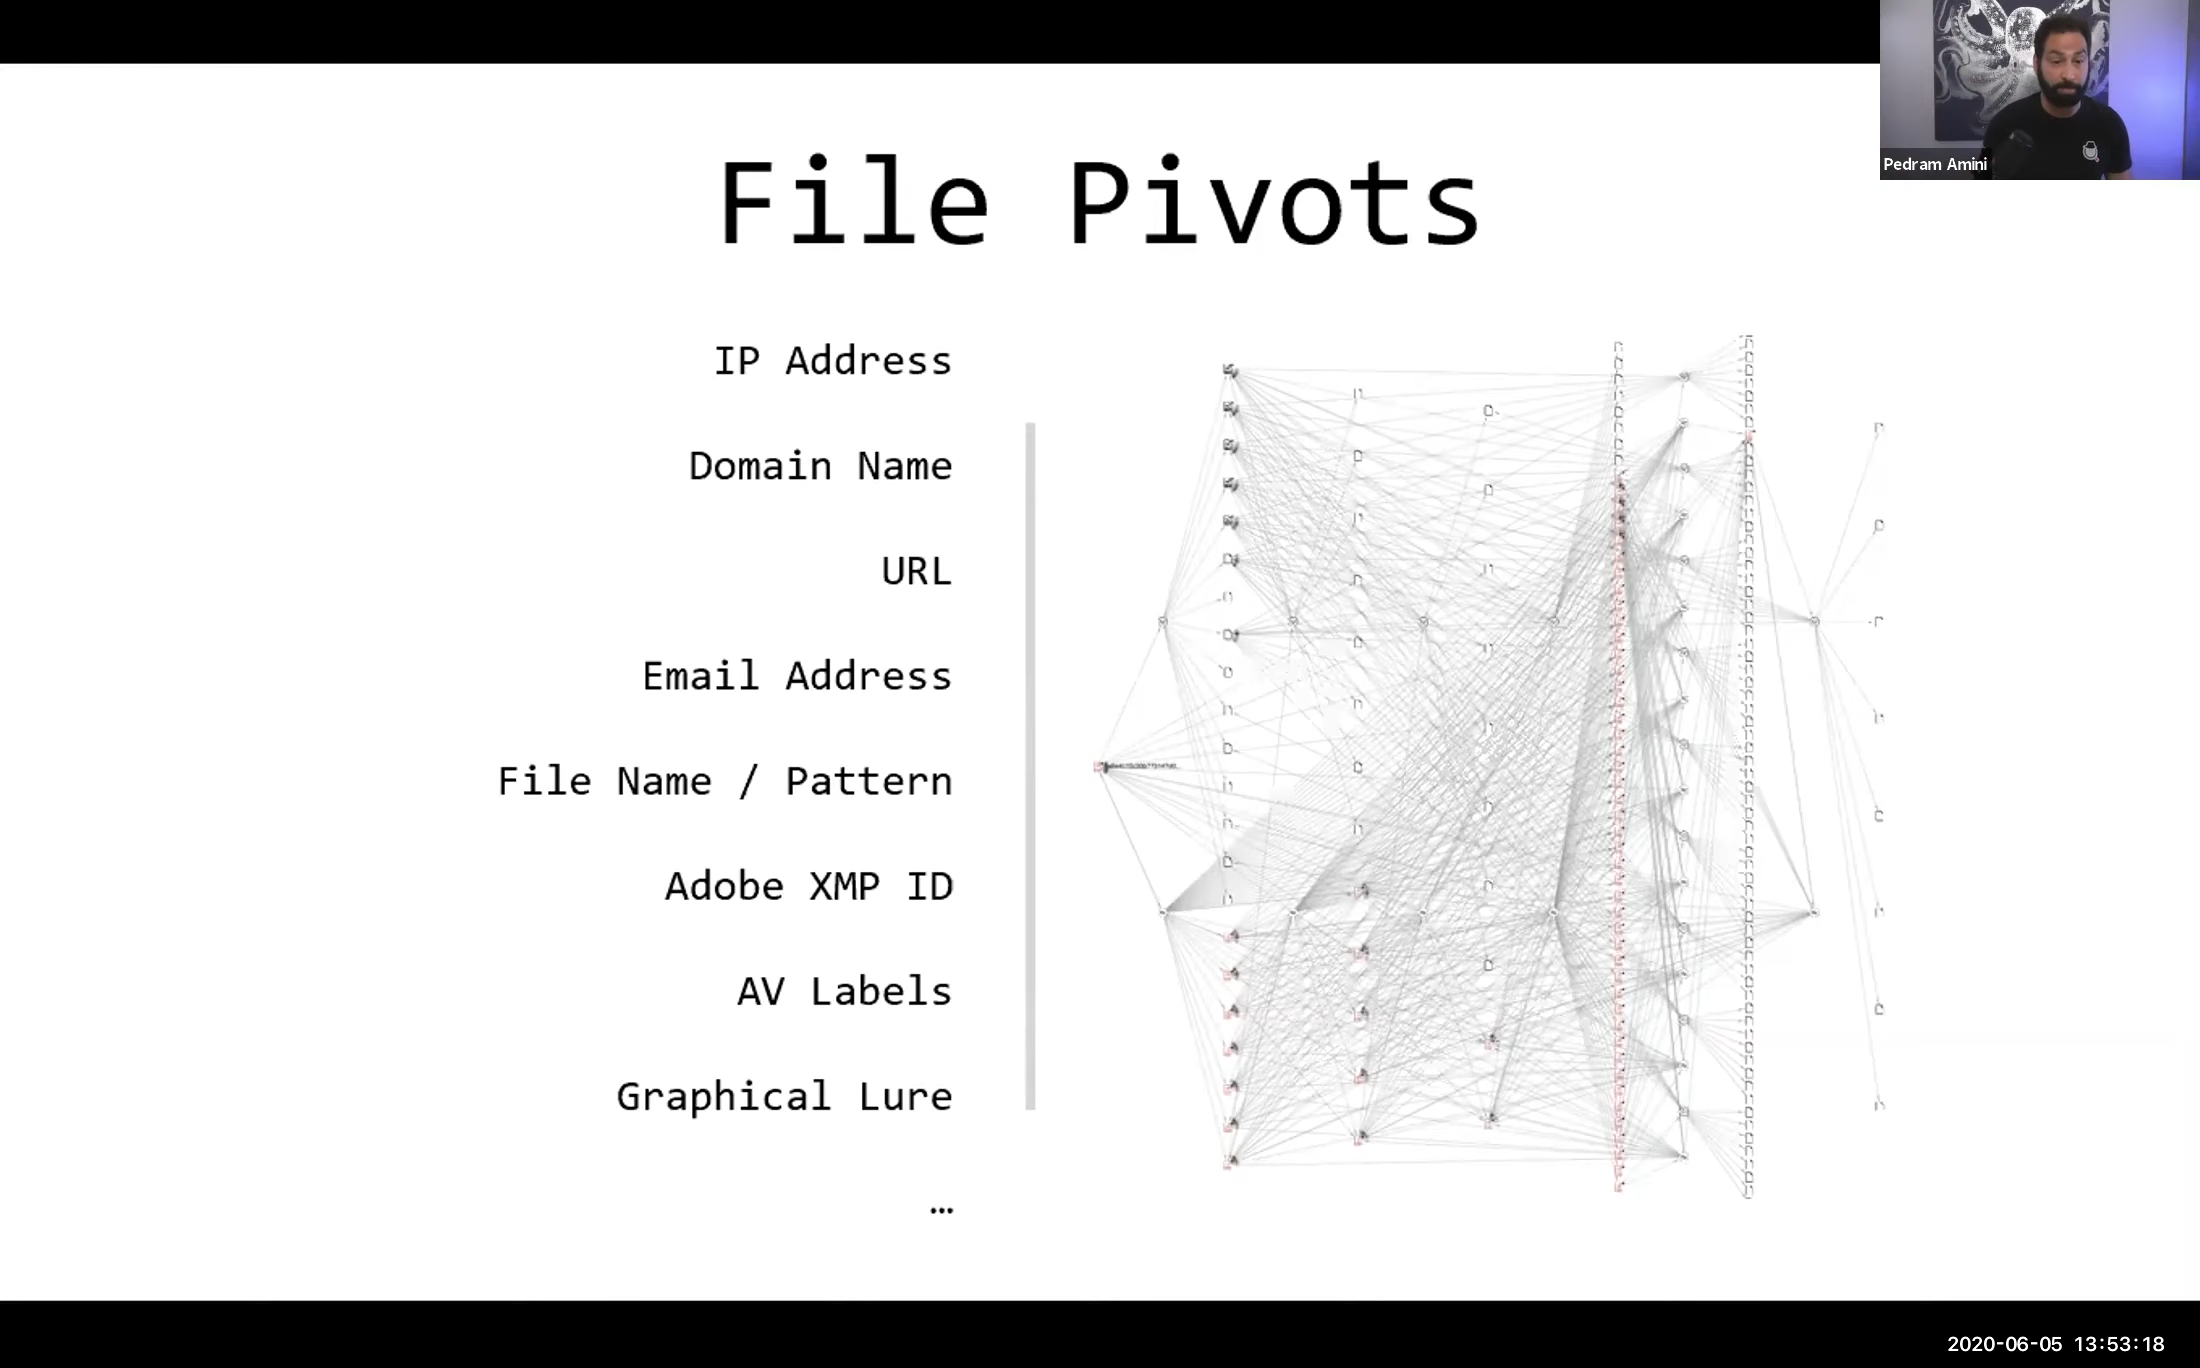 Pedram Amini
File Pivots
IP Address
Domain Name
URL
Email Address
File Name / Pattern
Adobe XMP ID
AV Labels
Graphical Lure
…
2020-06-05 13:53:18